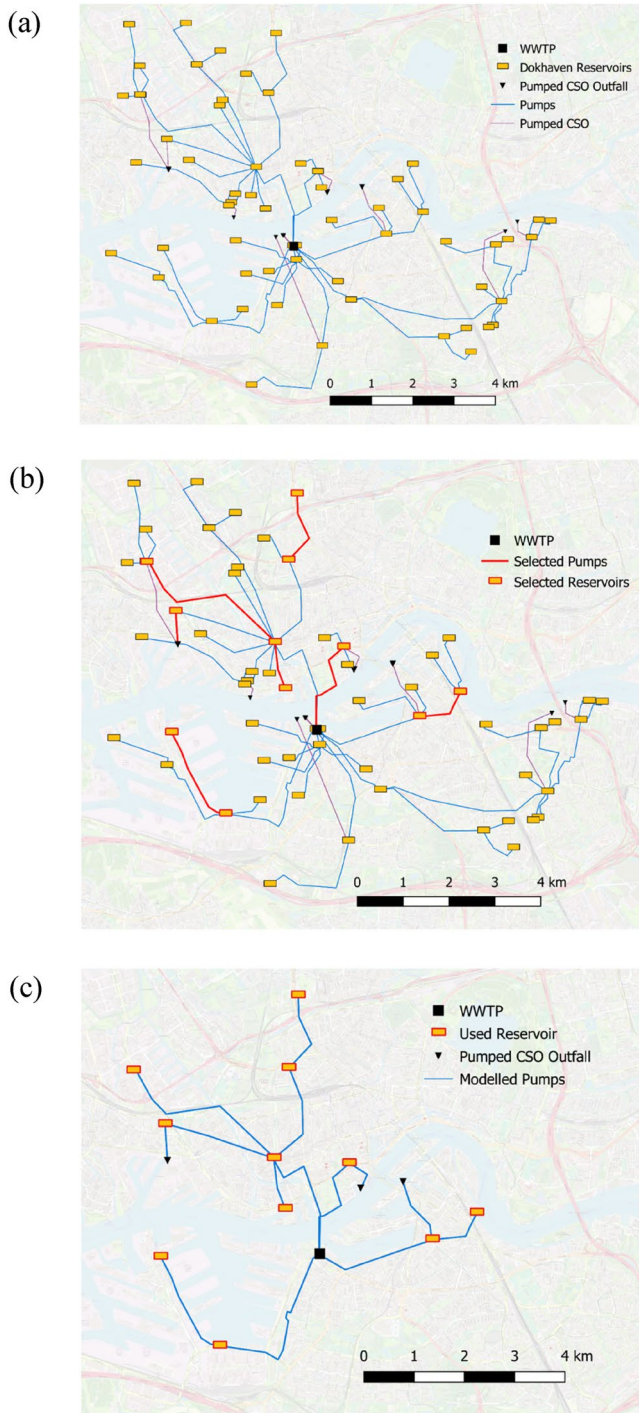 (a)
WWTP
Dokhaven Reservoirs
Pumped CSO Outfall
Pumps
Pumped CSO
0 1 2 3 4 km
(b)
WWTP
Selected Pumps
Selected Reservoirs
0 1 2 3 4 km
(c)
WWTP
Used Reservoir
Pumped CSO Outfall
Modelled Pumps
0 1 2 3 4 km